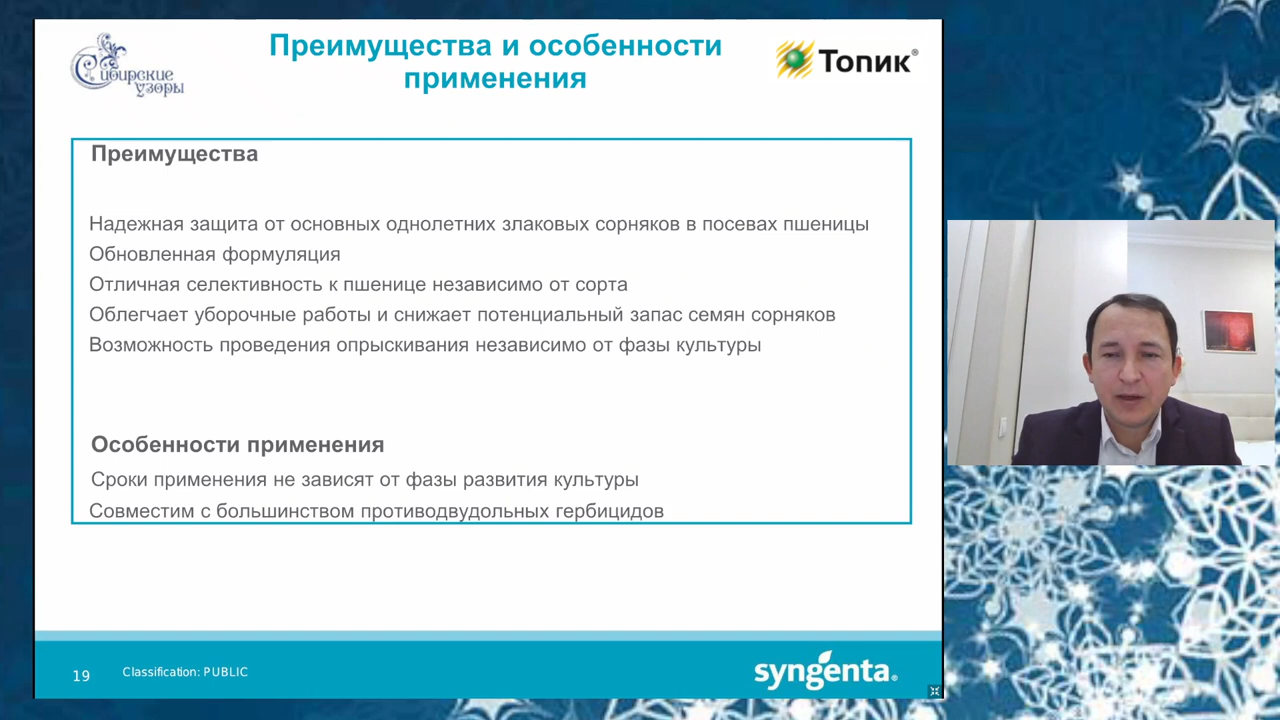 Сибирские
узоры
Преимущества и особенности
применения
Топик®
Преимущества
Надежная защита от основных однолетних злаковых сорняков в посевах пшеницы
Обновленная формуляция
Отличная селективность к пшенице независимо от сорта
Облегчает уборочные работы и снижает потенциальный запас семян сорняков
Возможность проведения опрыскивания независимо от фазы культуры
Особенности применения
Сроки применения не зависят от фазы развития культуры
Совместим с большинством противодвудольных гербицидов
19
Classification: PUBLIC
syngenta®